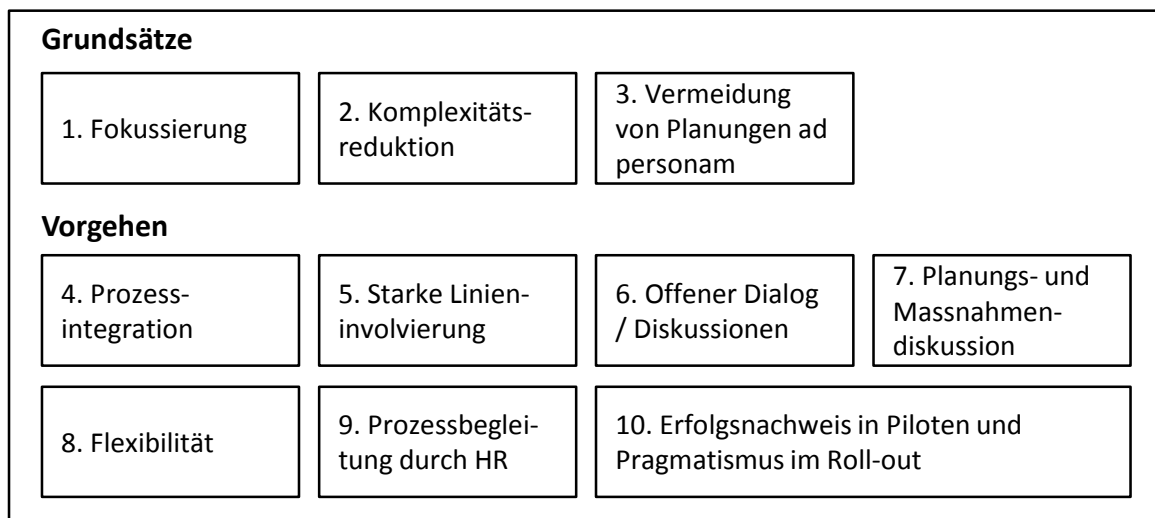 Grundsätze
1. Fokussierung
2. Komplexitäts-
reduktion
3. Vermeidung
von Planungen ad
personam
Vorgehen
4. Prozess-
integration
5. Starke Linien-
involvierung
6. Offener Dialog
/ Diskussionen
7. Planungs- und
Massnahmen-
diskussion
8. Flexibilität
9. Prozessbeglei-
tung durch HR
10. Erfolgsnachweis in Piloten und
Pragmatismus im Roll-out